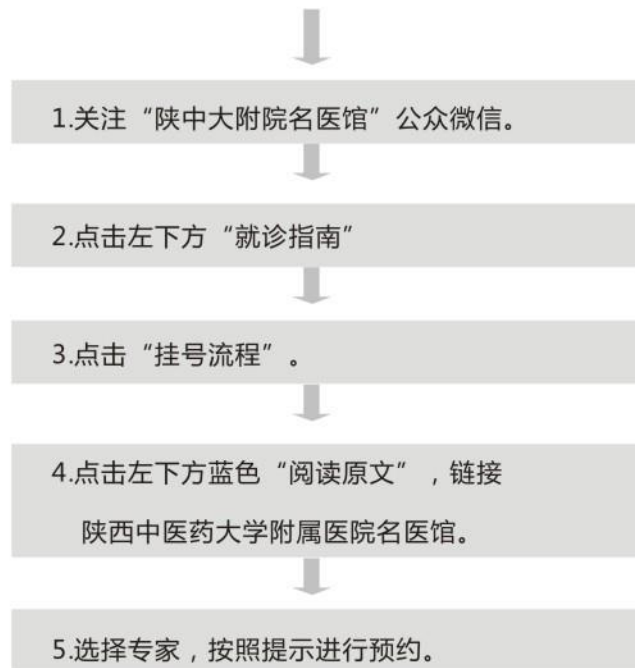 1.关注“陕中大附院名医馆”公众微信。
2.点击左下方“就诊指南”
3.点击“挂号流程”。
4.点击左下方蓝色“阅读原文”，链接
陕西中医药大学附属医院名医馆。
5.选择专家，按照提示进行预约。